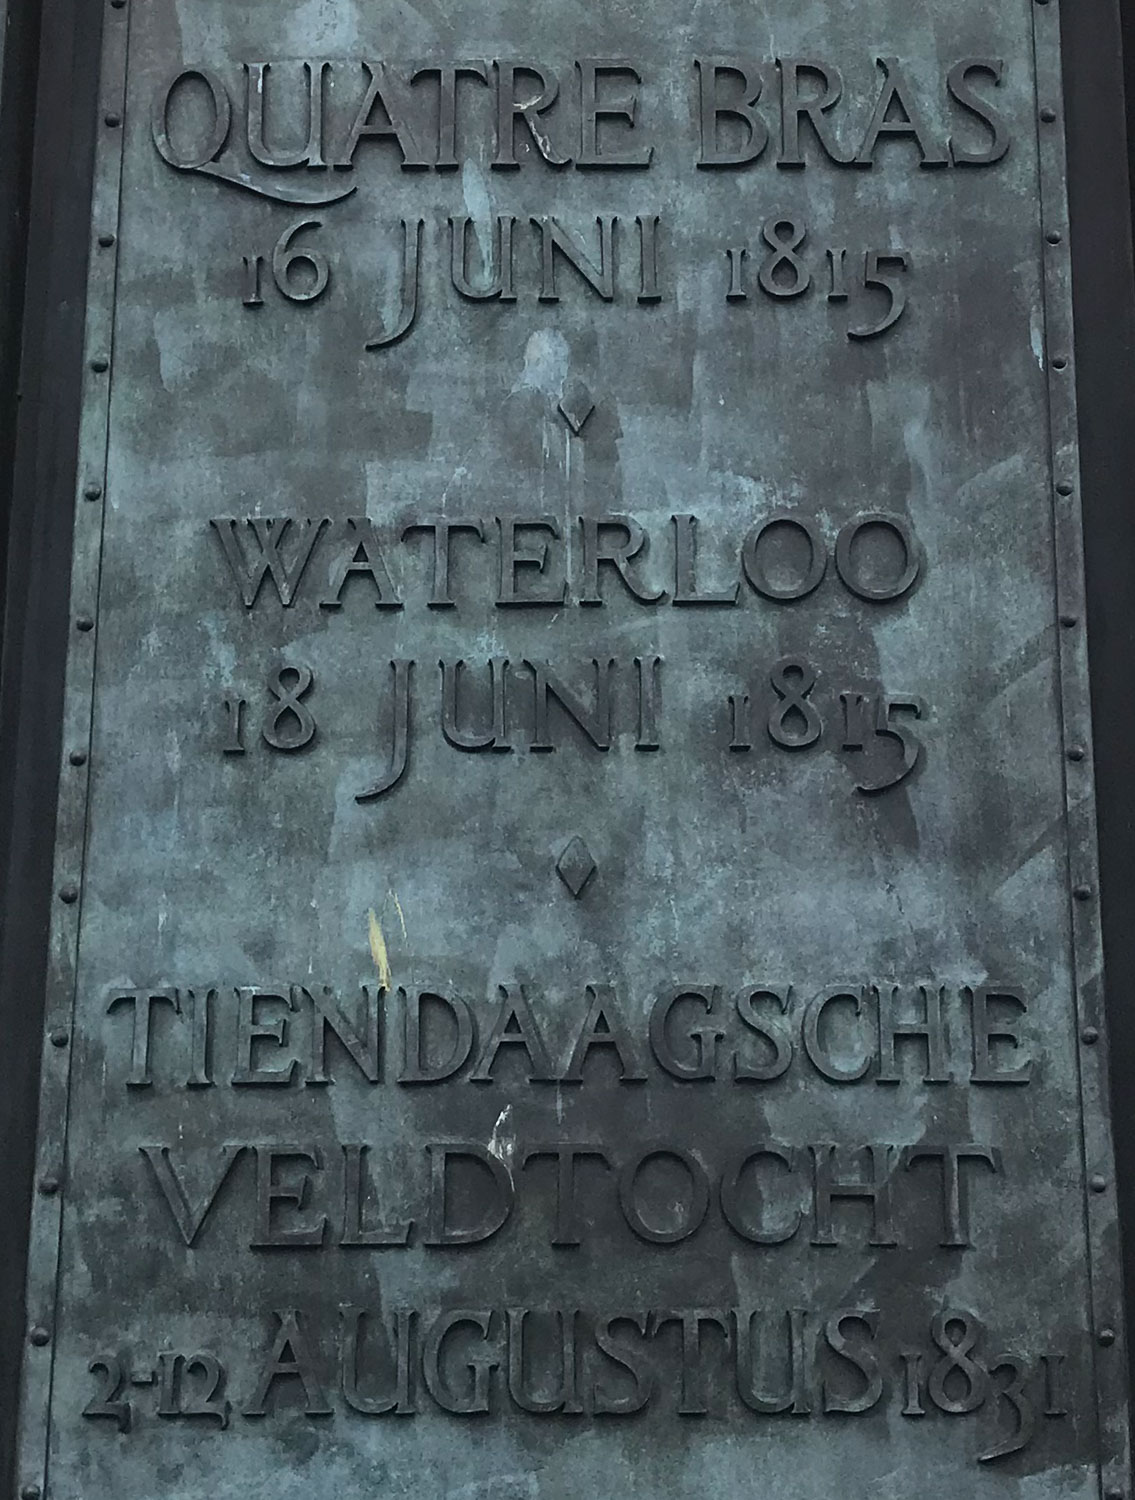 QUATRE BRAS
16 JUNI 1815
WATERLOO
18 JUNI 1815
TIENDAAGSCHE
VELDTOCHT
2-12 AUGUSTUS 1831